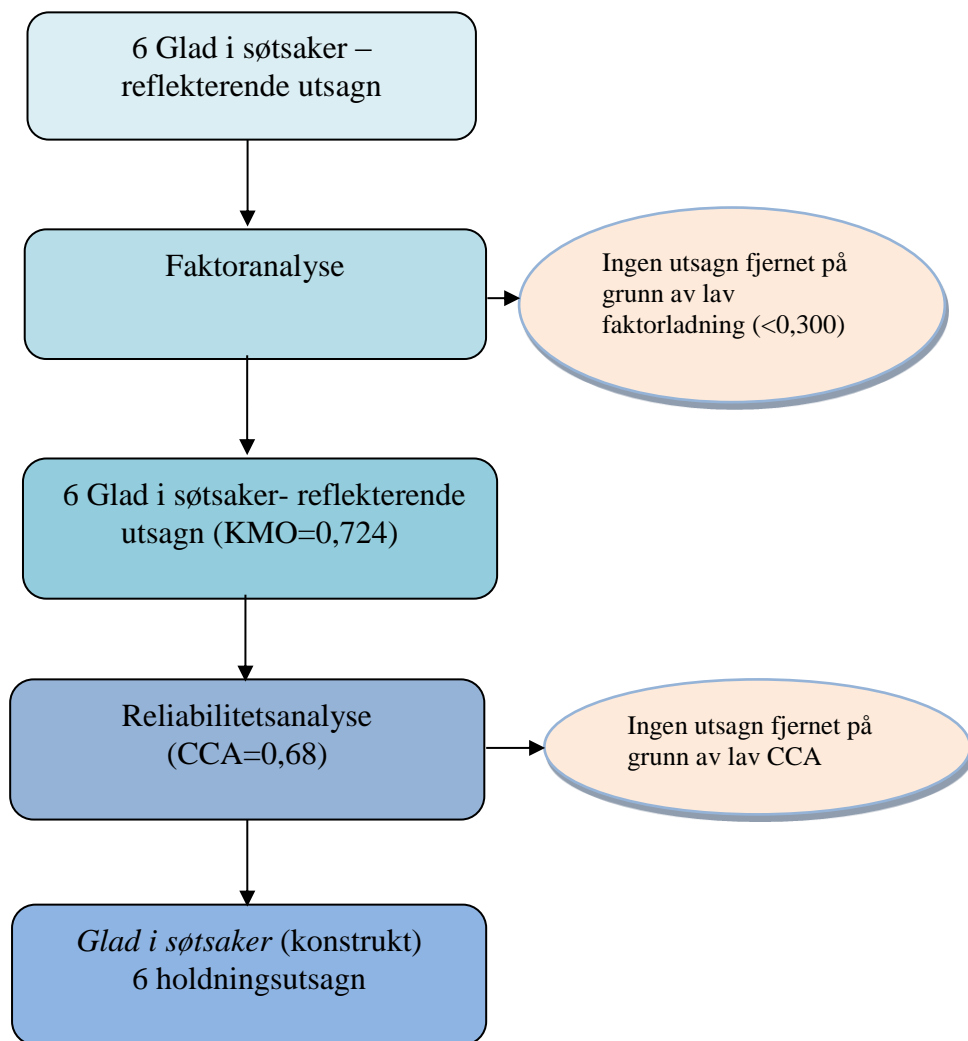 6 Glad i søtsaker –
reflekterende utsagn
Faktoranalyse
Ingen utsagn fjernet på
grunn av lav
faktorladning (<0,300)
6 Glad i søtsaker- reflekterende
utsagn (KMO=0,724)
Reliabilitetsanalyse
(CCA=0,68)
Ingen utsagn fjernet på
grunn av lav CCA
Glad i søtsaker (konstrukt)
6 holdningsutsagn